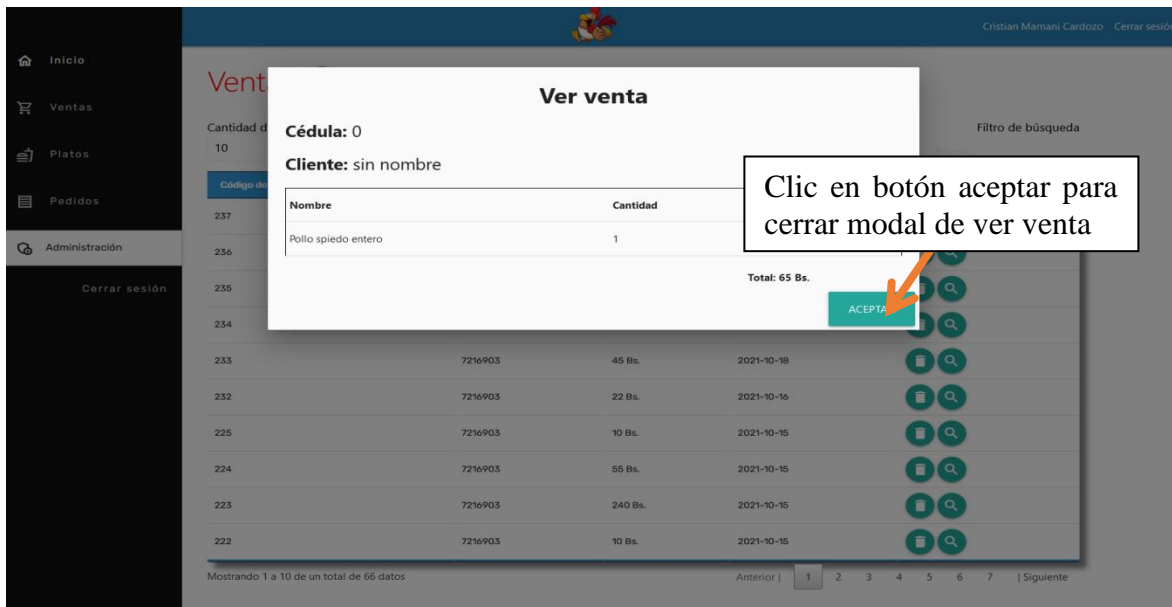 Cristian Mamani Cardozo Cerrar sesión
Inicio
Ventas
Platos
Pedidos
Administración
Cerrar sesión
Vent
Cantidad d
10
Filtro de búsqueda
Código de
Ver venta
Cédula: 0
Cliente: sin nombre
Nombre Cantidad
Pollo spiedo entero 1
Total: 65 Bs.
ACEPTA
Clic en botón aceptar para
cerrar modal de ver venta
237
236
235
234
233 7216903 45 Bs. 2021-10-18
232 7216903 22 Bs. 2021-10-16
225 7216903 10 Bs. 2021-10-15
224 7216903 55 Bs. 2021-10-15
223 7216903 240 Bs. 2021-10-15
222 7216903 10 Bs. 2021-10-15
Mostrando 1 a 10 de un total de 66 datos
Anterior | 1 2 3 4 5 6 7 | Siguiente